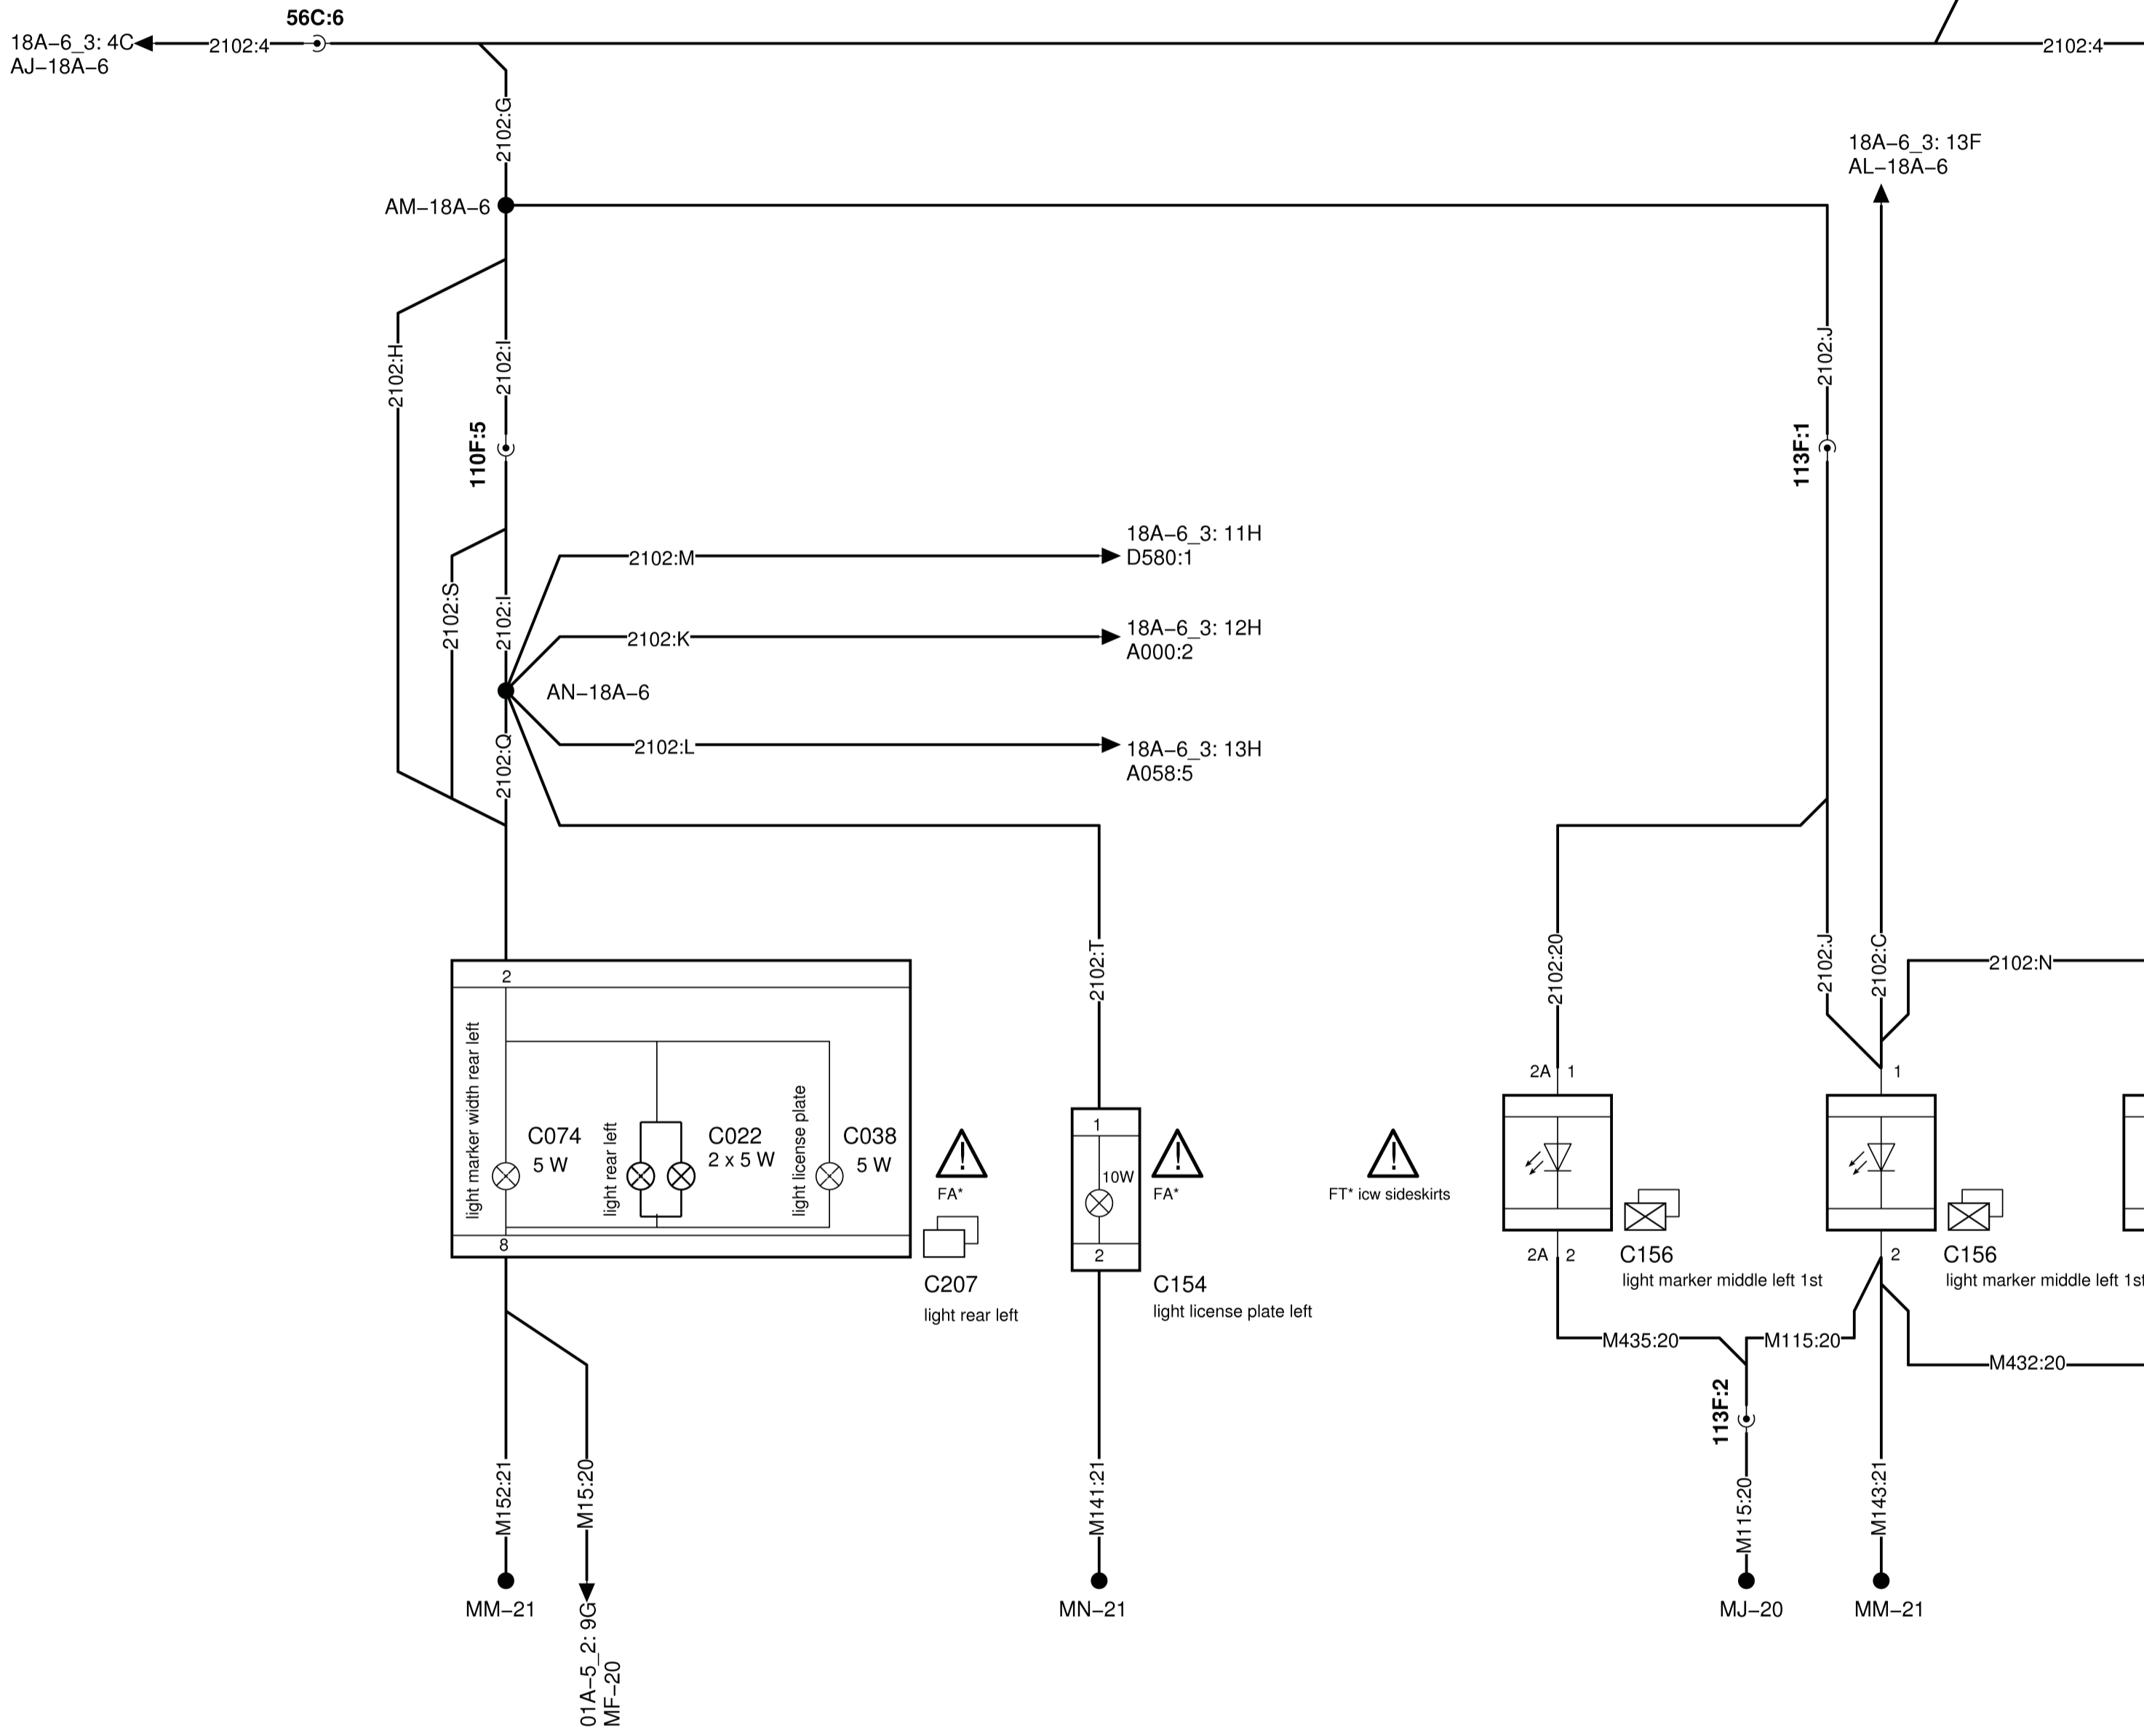 56C:6
18A-6_3: 4C
AJ-18A-6
2102:4
2102:4
2102:G
18A-6_3: 13F
AL-18A-6
AM-18A-6
2102:H
2102:I
2102:J
110F:5
113F:1
18A-6_3: 11H
D580:1
2102:M
2102:S
2102:I
18A-6_3: 12H
A000:2
2102:K
AN-18A-6
2102:Q
2102:L
18A-6_3: 13H
A058:5
2102:T
2102:20
2102:J
2102:C
2102:N
2
light marker width rear left
C074
5 W
light rear left
C022
2 x 5 W
light license plate
C038
5 W
8
FA*
C207
light rear left
1
10W
2
FA*
C154
light license plate left
FT* icw sideskirts
2A 1
2A 2
C156
light marker middle left 1st
1
2
C156
light marker middle left 1st
M435:20
M115:20
M432:20
113F:2
M152:21
M15:20
M141:21
M115:20
M143:21
MM-21
01A-5_2: 9G
MF-20
MN-21
MJ-20
MM-21